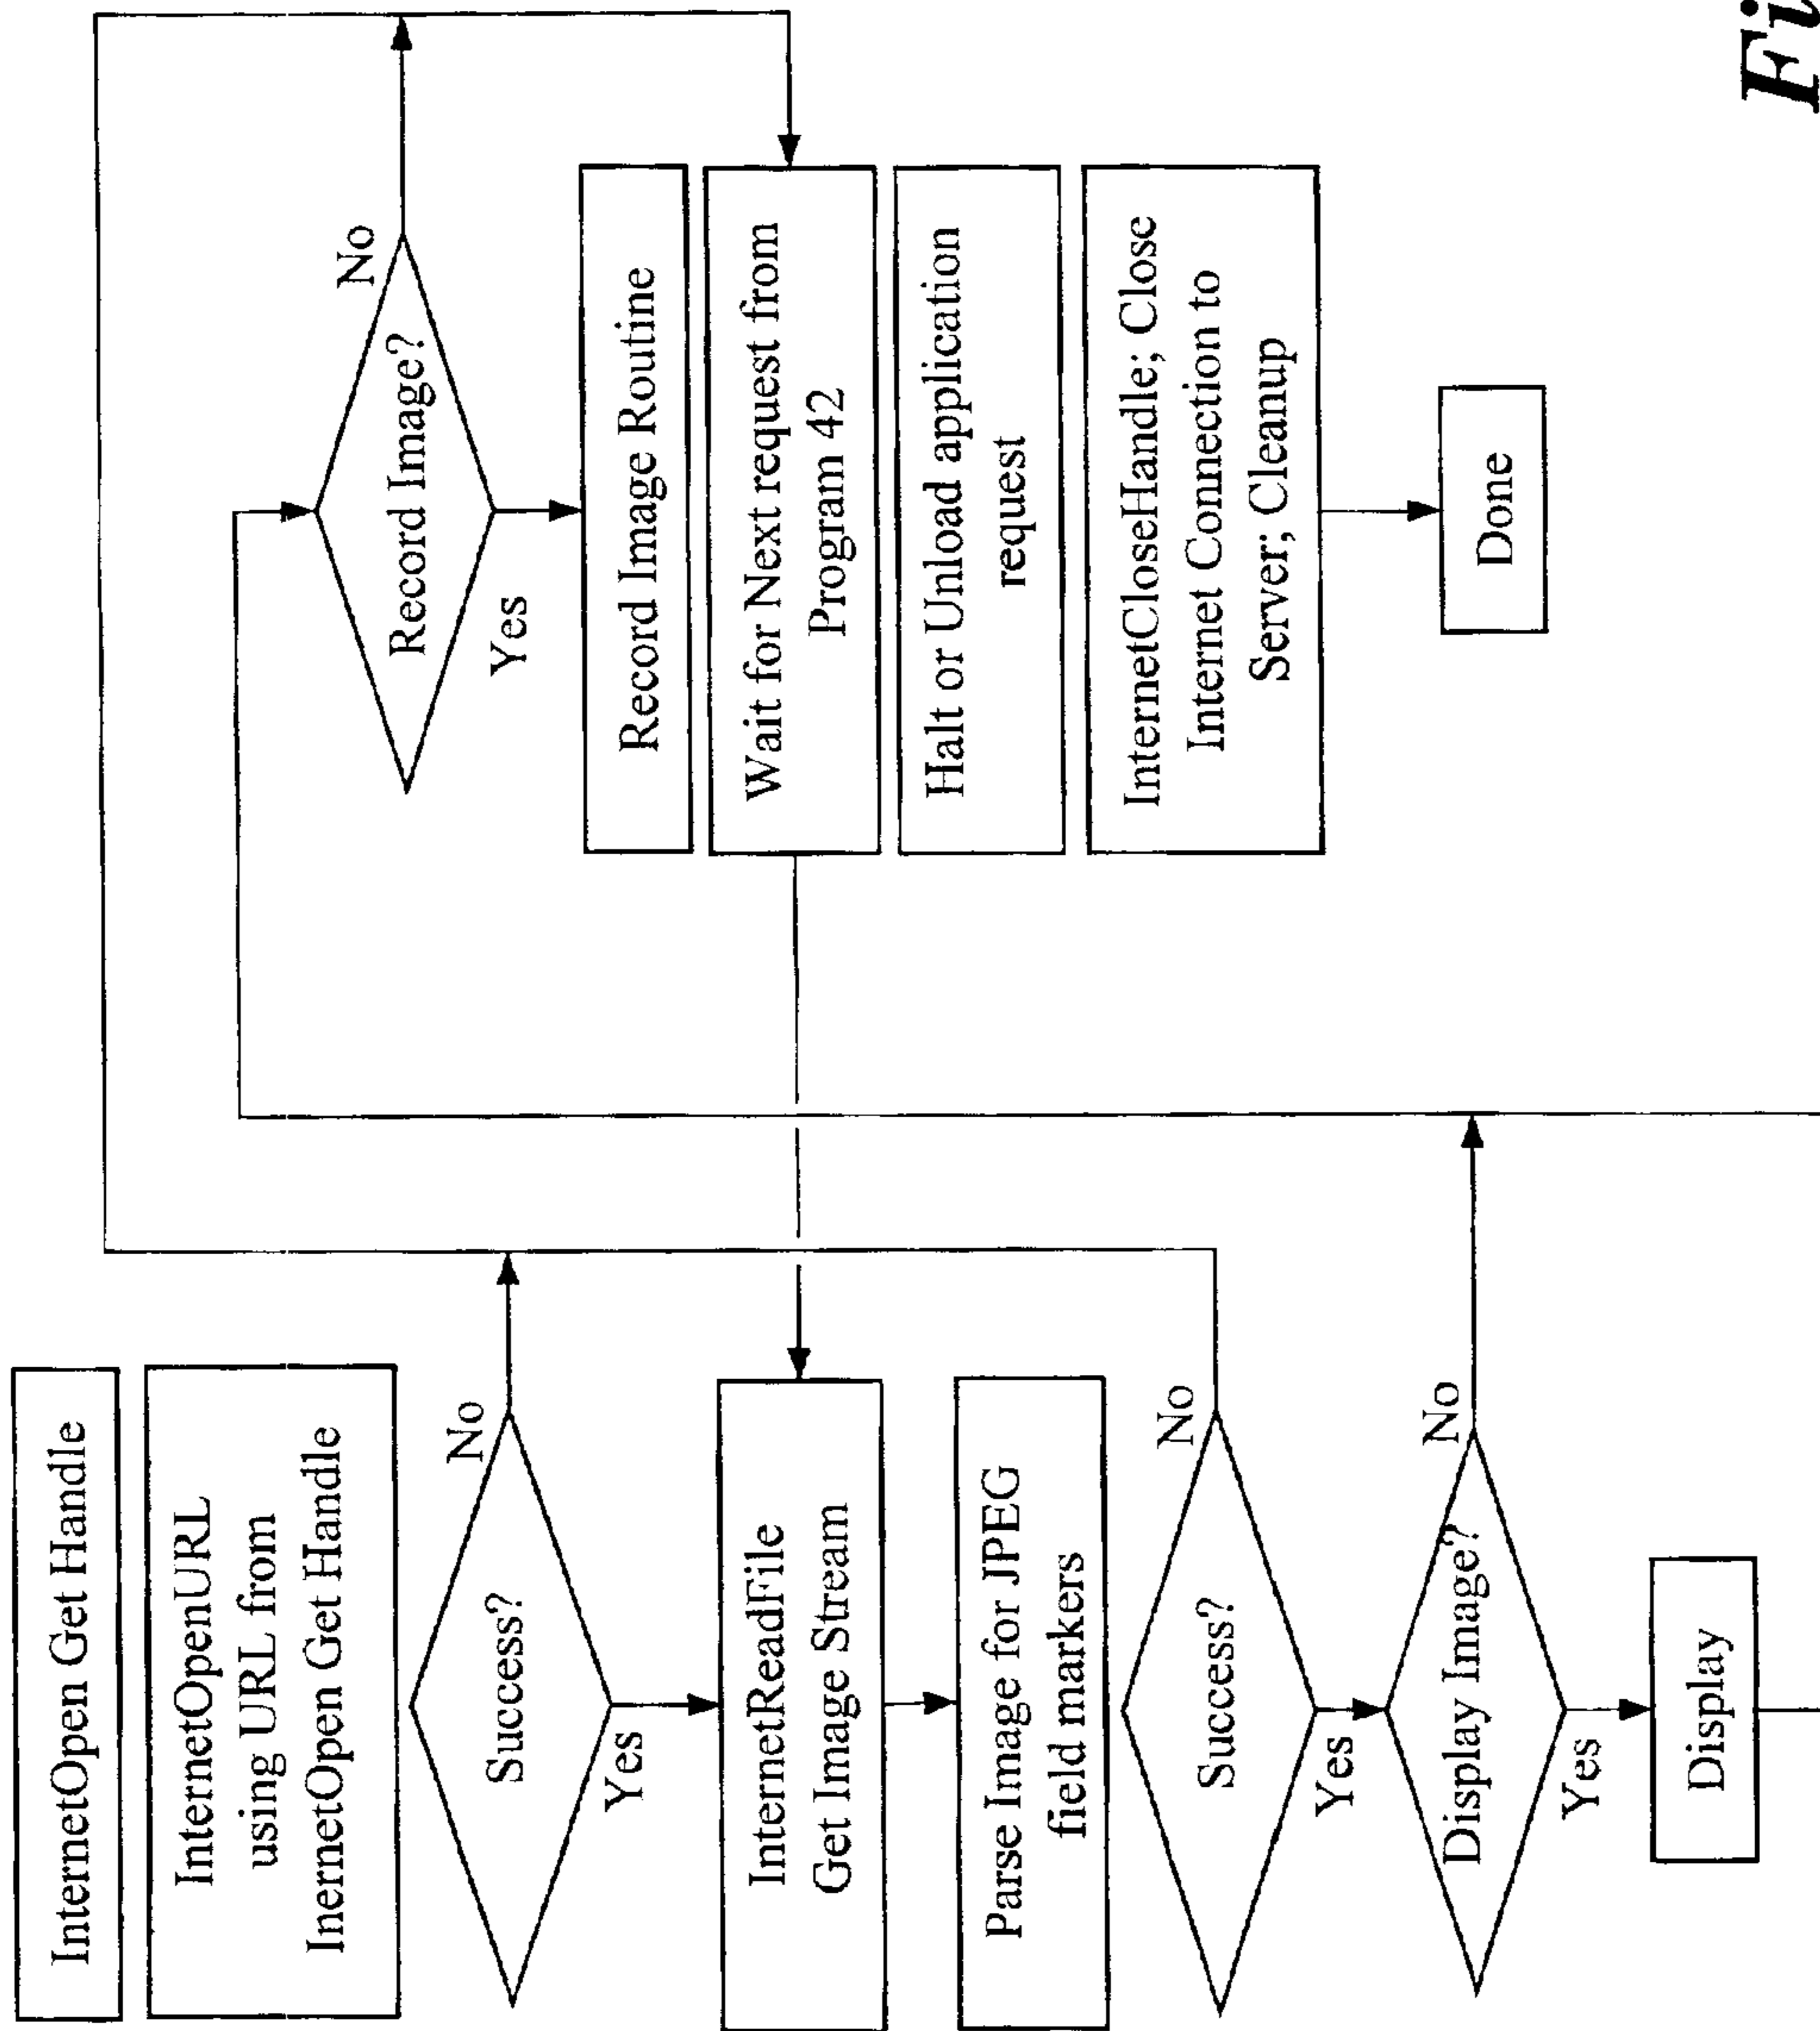 InternetOpen Get Handle
InternetOpenURL
using URL from
InernetOpen Get Handle
Success?
No
Yes
InternetReadFile
Get Image Stream
Parse Image for JPEG
field markers
Success?
No
Yes
Display Image?
No
Yes
Display
Record Image?
No
Yes
Record Image Routine
Wait for Next request from
Program 42
Halt or Unload application
request
InternetCloseHandle; Close
Internet Connection to
Server; Cleanup
Done
Fi